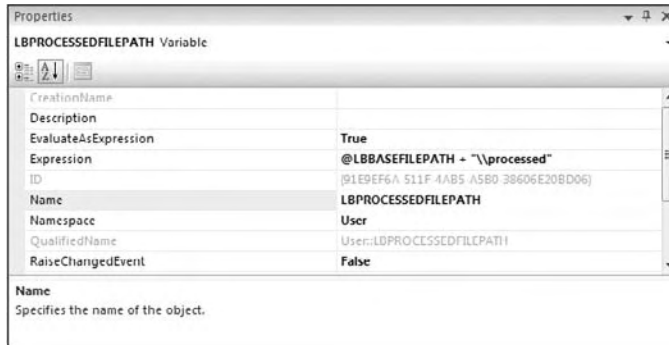 Properties
LBPROCESSEDFILEPATH Variable
CreationName
Description
EvaluateAsExpression True
Expression @LBBASEFILEPATH + "\\processed"
ID {91E9EF6A-511F-4AB5-A5B0-38606E20BD06}
Name LBPROCESSEDFILEPATH
Namespace User
QualifiedName User::LBPROCESSEDFILEPATH
RaiseChangedEvent False
Name
Specifies the name of the object.